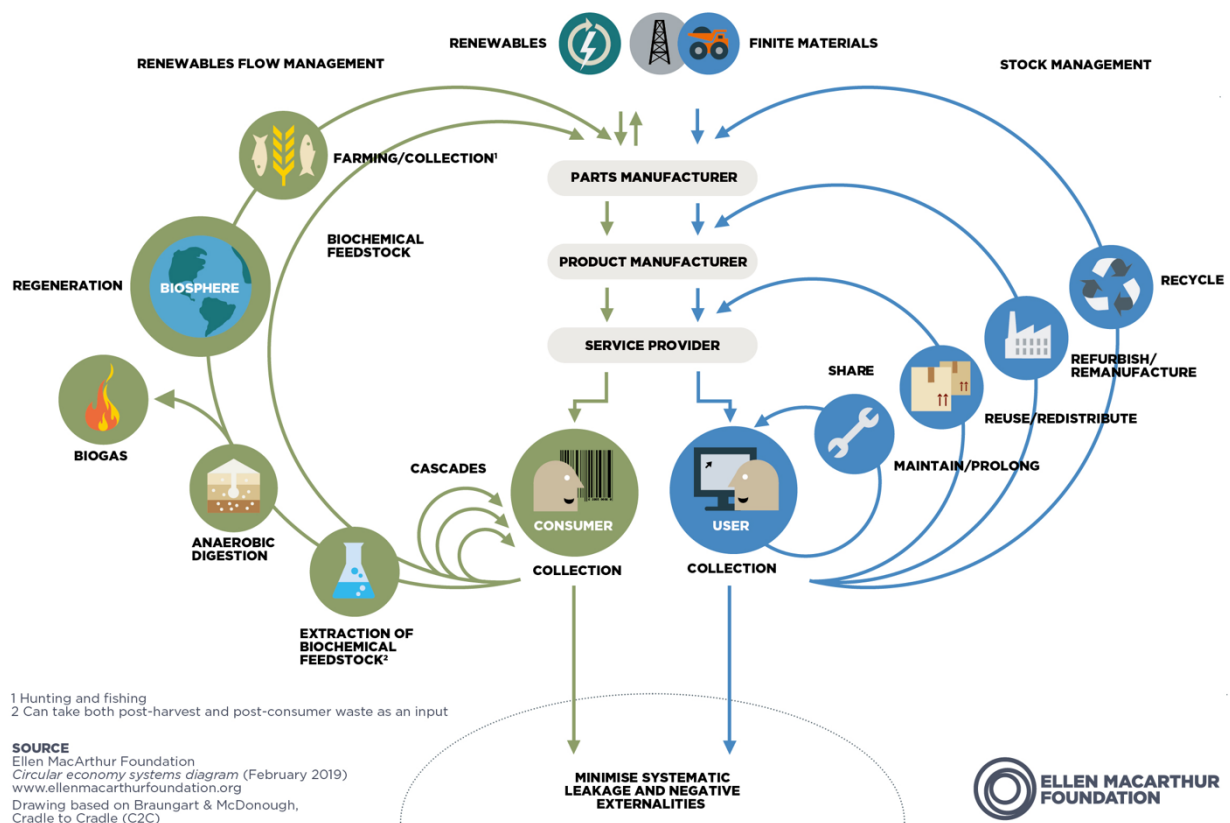 RENEWABLES
FINITE MATERIALS
RENEWABLES FLOW MANAGEMENT
STOCK MANAGEMENT
FARMING/COLLECTION¹
PARTS MANUFACTURER
BIOCHEMICAL
FEEDSTOCK
PRODUCT MANUFACTURER
REGENERATION
BIOSPHERE
RECYCLE
SERVICE PROVIDER
SHARE
REFURBISH/
REMANUFACTURE
REUSE/REDISTRIBUTE
BIOGAS
CASCADES
MAINTAIN/PROLONG
CONSUMER
USER
ANAEROBIC
DIGESTION
COLLECTION
COLLECTION
EXTRACTION OF
BIOCHEMICAL
FEEDSTOCK²
1 Hunting and fishing
2 Can take both post-harvest and post-consumer waste as an input
SOURCE
Ellen MacArthur Foundation
Circular economy systems diagram (February 2019)
www.ellenmacarthurfoundation.org
Drawing based on Braungart & McDonough,
Cradle to Cradle (C2C)
MINIMISE SYSTEMATIC
LEAKAGE AND NEGATIVE
EXTERNALITIES
ELLEN MACARTHUR
FOUNDATION